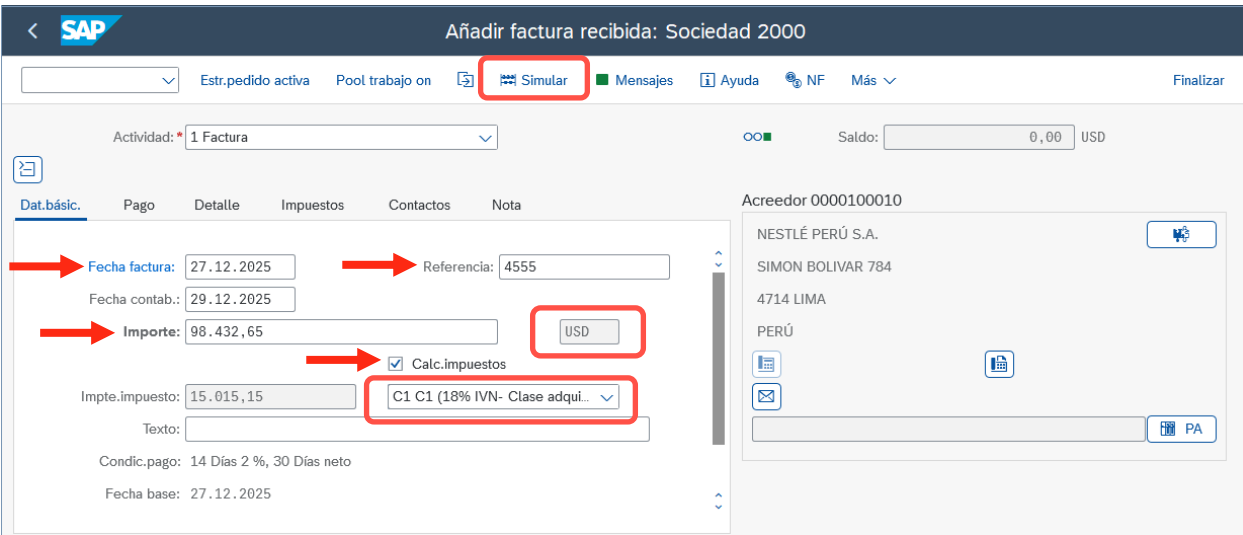 SAP Añadir factura recibida: Sociedad 2000
Estr.pedido activa Pool trabajo on Simular Mensajes Ayuda NF Más Finalizar
Actividad:* 1 Factura Saldo: 0,00 USD
Dat.básic. Pago Detalle Impuestos Contactos Nota
Fecha factura: 27.12.2025 Referencia: 4555
Fecha contab.: 29.12.2025
Importe: 98.432,65 USD
Calc.impuestos
Impte.impuesto: 15.015,15 C1 C1 (18% IVN- Clase adqui...
Texto:
Condic.pago: 14 Días 2 %, 30 Días neto
Fecha base: 27.12.2025
Acreedor 0000100010
NESTLÉ PERÚ S.A.
SIMON BOLIVAR 784
4714 LIMA
PERÚ
PA